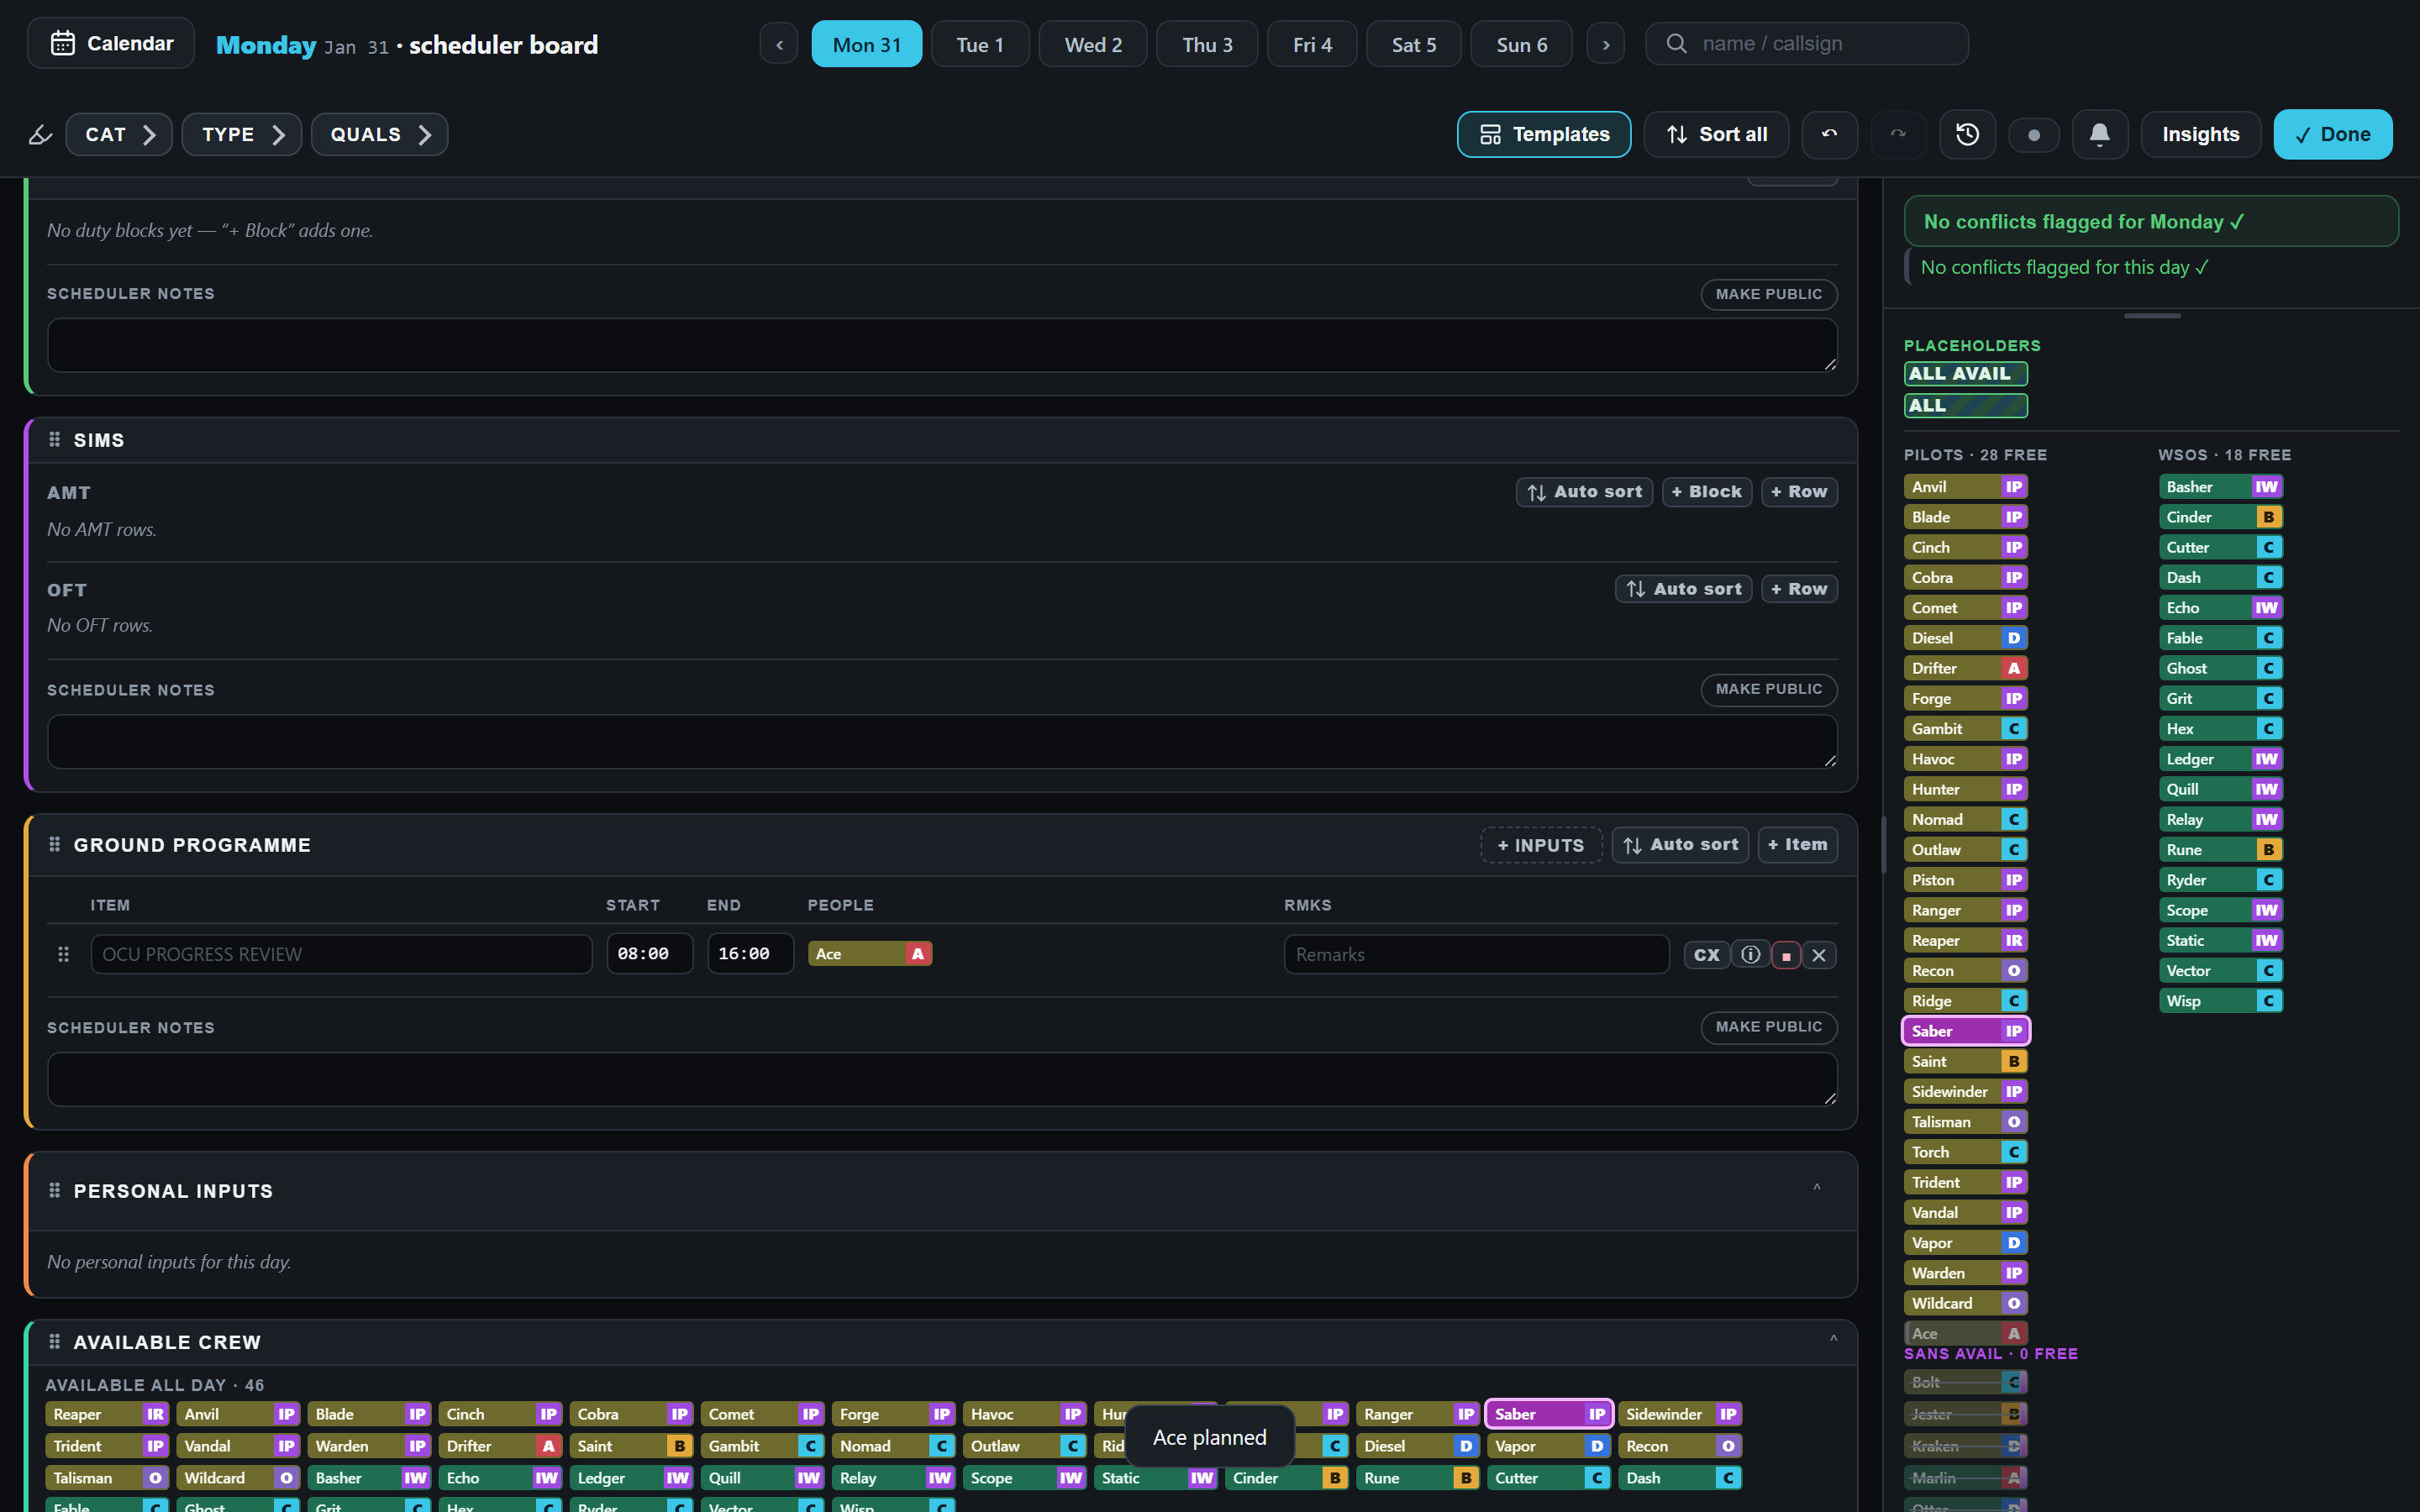 Calendar
Monday Jan 31 • scheduler board
‹ Mon 31 Tue 1 Wed 2 Thu 3 Fri 4 Sat 5 Sun 6 ›
name / callsign
CAT TYPE QUALS
Templates Sort all Insights ✓ Done
No duty blocks yet — “+ Block” adds one.
SCHEDULER NOTES MAKE PUBLIC
SIMS
AMT Auto sort + Block + Row
No AMT rows.
OFT Auto sort + Row
No OFT rows.
SCHEDULER NOTES MAKE PUBLIC
GROUND PROGRAMME + INPUTS Auto sort + Item
ITEM START END PEOPLE RMKS
OCU PROGRESS REVIEW 08:00 16:00 Ace A Remarks CX
SCHEDULER NOTES MAKE PUBLIC
PERSONAL INPUTS
No personal inputs for this day.
AVAILABLE CREW
AVAILABLE ALL DAY · 46
Reaper IR Anvil IP Blade IP Cinch IP Cobra IP Comet IP Forge IP Havoc IP IP Ranger IP Saber IP Sidewinder IP
Trident IP Vandal IP Warden IP Drifter A Saint B Gambit C Nomad C Outlaw C C Diesel D Vapor D Recon O
Talisman O Wildcard O Basher IW Echo IW Ledger IW Quill IW Relay IW Scope IW Static IW Cinder B Rune B Cutter C Dash C
Fable C Ghost C Grit C Hex C Ryder C Vector C Wisp C
Ace planned
No conflicts flagged for Monday ✓
No conflicts flagged for this day ✓
PLACEHOLDERS
ALL AVAIL
ALL
PILOTS · 28 FREE
Anvil IP
Blade IP
Cinch IP
Cobra IP
Comet IP
Diesel D
Drifter A
Forge IP
Gambit C
Havoc IP
Hunter IP
Nomad C
Outlaw C
Piston IP
Ranger IP
Reaper IR
Recon O
Ridge C
Saber IP
Saint B
Sidewinder IP
Talisman O
Torch C
Trident IP
Vandal IP
Vapor D
Warden IP
Wildcard O
Ace A
WSOS · 18 FREE
Basher IW
Cinder B
Cutter C
Dash C
Echo IW
Fable C
Ghost C
Grit C
Hex C
Ledger IW
Quill IW
Relay IW
Rune B
Ryder C
Scope IW
Static IW
Vector C
Wisp C
SANS AVAIL · 0 FREE
Bolt C
Jester B
Kraken D
Marlin A
Otter D